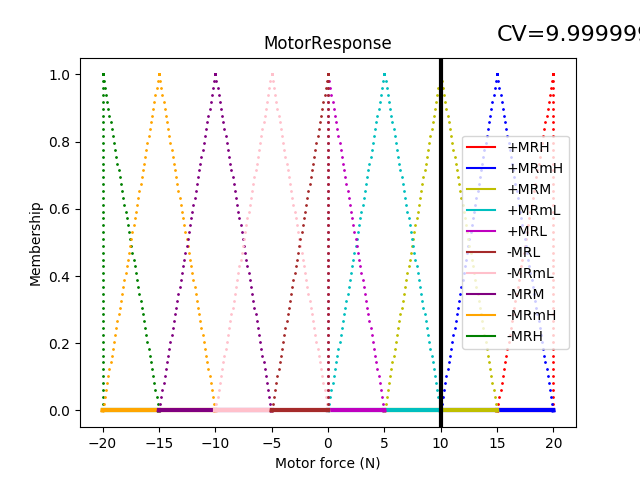 CV=9.999999
MotorResponse
Membership
1.0
0.8
0.6
0.4
0.2
0.0
+MRH
+MRmH
+MRM
+MRmL
+MRL
-MRL
-MRmL
-MRM
-MRmH
-MRH
−20 −15 −10 −5 0 5 10 15 20
Motor force (N)